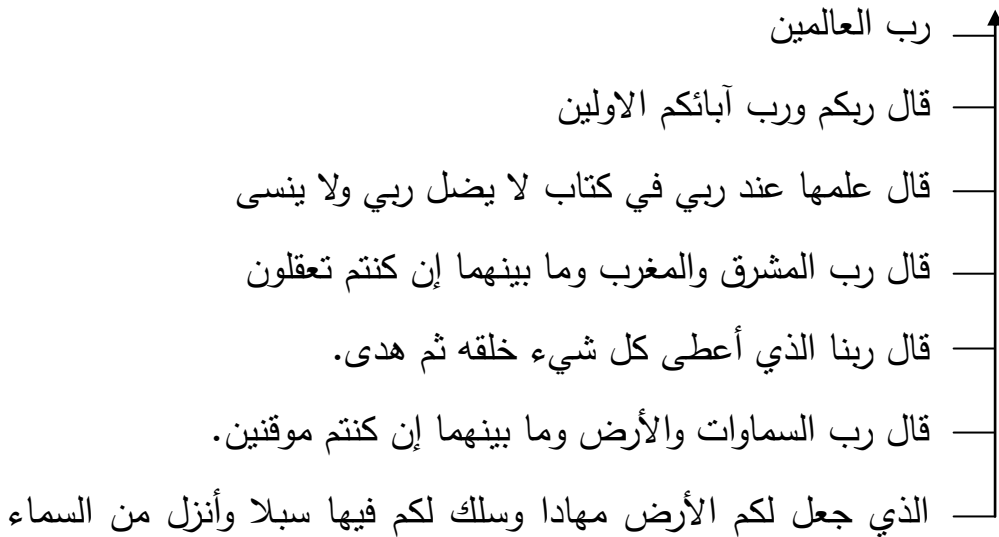 رب العالمين
قال ربكم ورب آبائكم الاولين
قال علمها عند ربي في كتاب لا يضل ربي ولا ينسى
قال رب المشرق والمغرب وما بينهما إن كنتم تعقلون
قال ربنا الذي أعطى كل شيء خلقه ثم هدى.
قال رب السماوات والأرض وما بينهما إن كنتم موقنين.
الذي جعل لكم الأرض مهادا وسلك لكم فيها سبلا وأنزل من السماء